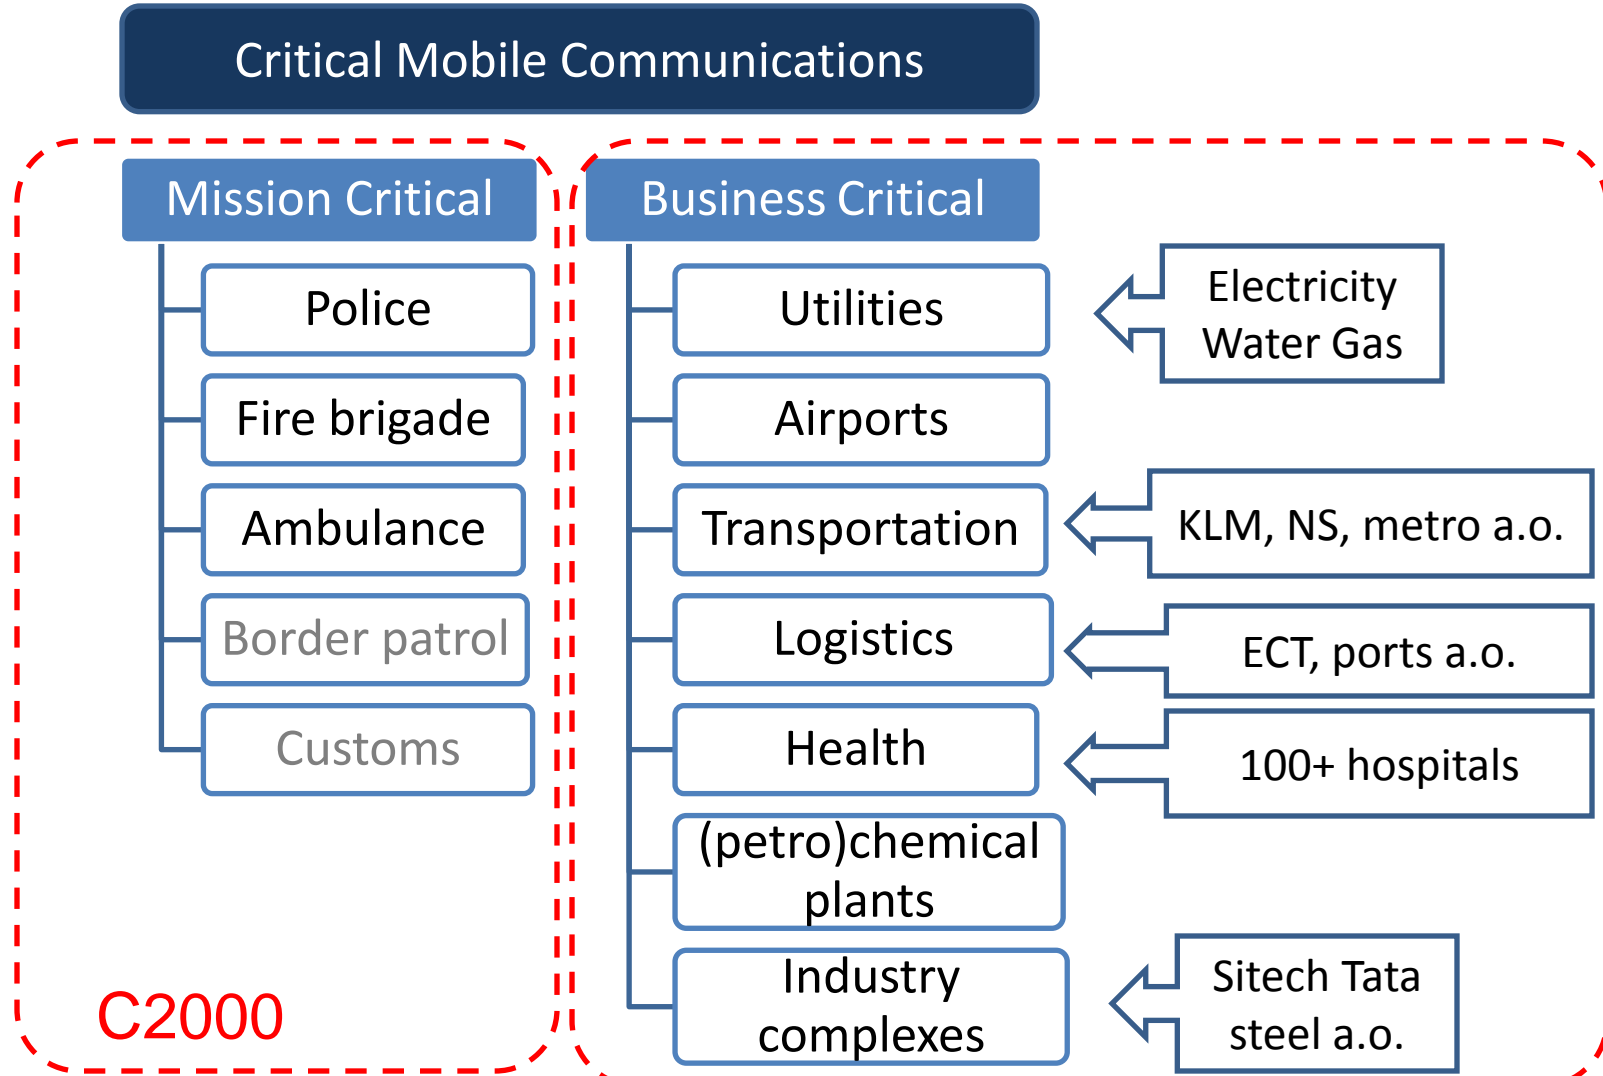 Critical Mobile Communications
Mission Critical
Police
Fire brigade
Ambulance
Border patrol
Customs
C2000
Business Critical
Utilities
Electricity
Water Gas
Airports
Transportation
KLM, NS, metro a.o.
Logistics
ECT, ports a.o.
Health
100+ hospitals
(petro)chemical
plants
Industry
complexes
Sitech Tata
steel a.o.